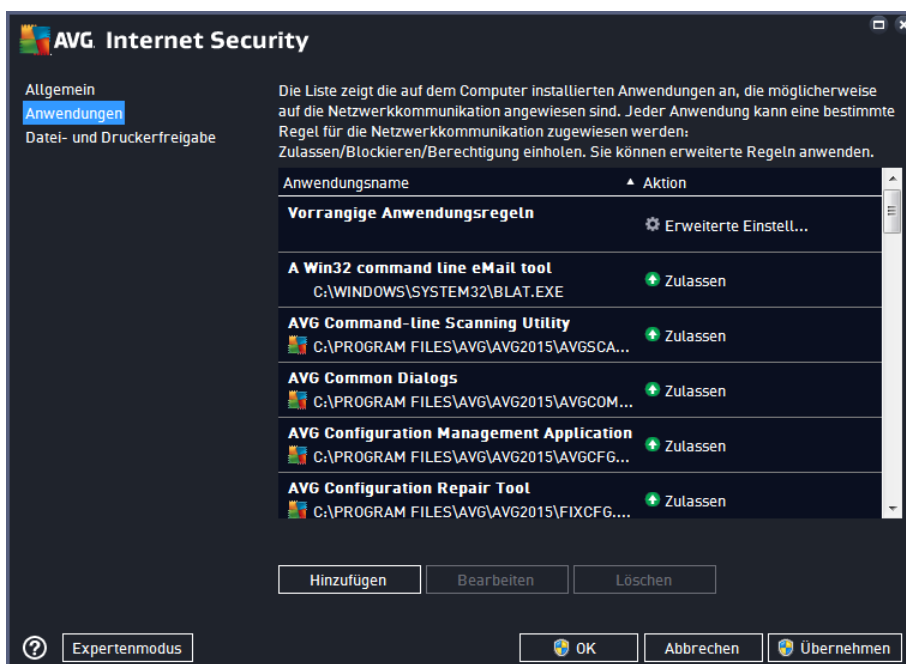 AVG Internet Security
Allgemein
Anwendungen
Datei- und Druckerfreigabe
Die Liste zeigt die auf dem Computer installierten Anwendungen an, die möglicherweise
auf die Netzwerkkommunikation angewiesen sind. Jeder Anwendung kann eine bestimmte
Regel für die Netzwerkkommunikation zugewiesen werden:
Zulassen/Blockieren/Berechtigung einholen. Sie können erweiterte Regeln anwenden.
Anwendungsname Aktion
Vorrangige Anwendungsregeln
Erweiterte Einstell...
A Win32 command line eMail tool
C:\WINDOWS\SYSTEM32\BLAT.EXE
Zulassen
AVG Command-line Scanning Utility
C:\PROGRAM FILES\AVG\AVG2015\AVGSCA...
Zulassen
AVG Common Dialogs
C:\PROGRAM FILES\AVG\AVG2015\AVGCOM...
Zulassen
AVG Configuration Management Application
C:\PROGRAM FILES\AVG\AVG2015\AVGCFG...
Zulassen
AVG Configuration Repair Tool
C:\PROGRAM FILES\AVG\AVG2015\FIXCFG....
Zulassen
Hinzufügen Bearbeiten Löschen
? Expertenmodus OK Abbrechen Übernehmen